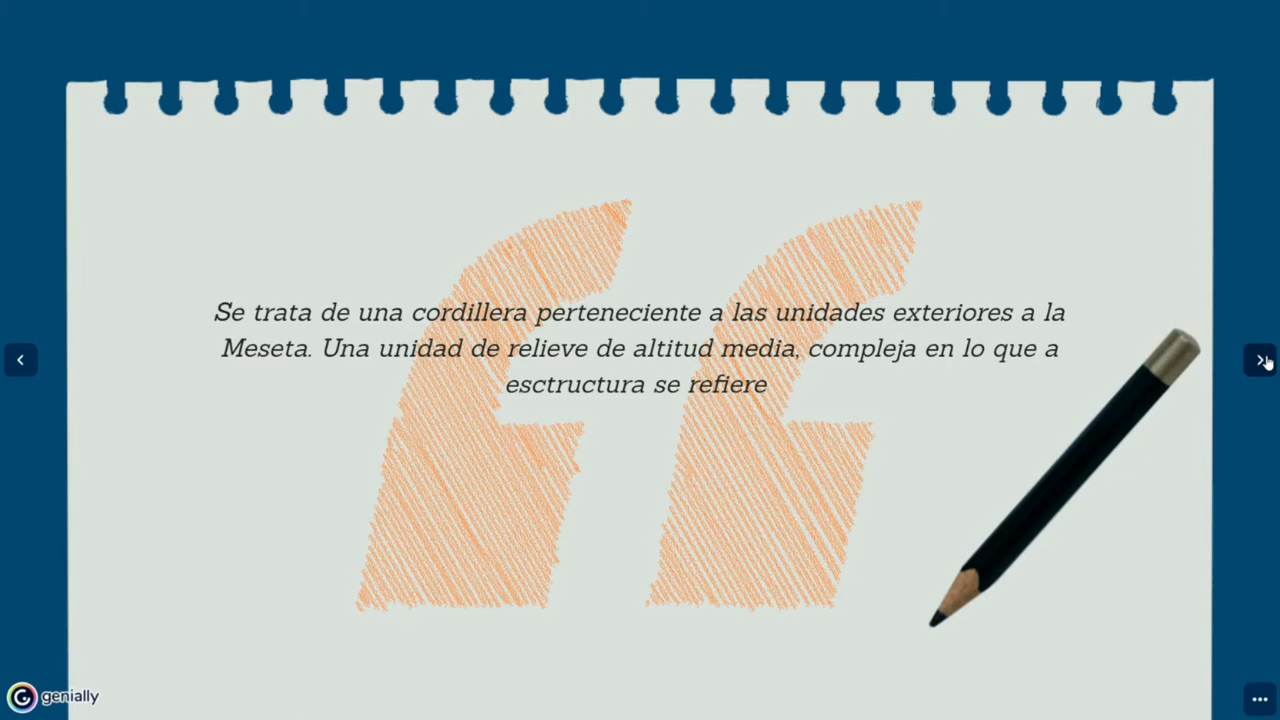 Se trata de una cordillera perteneciente a las unidades exteriores a la
Meseta. Una unidad de relieve de altitud media, compleja en lo que a
esctructura se refiere
genially